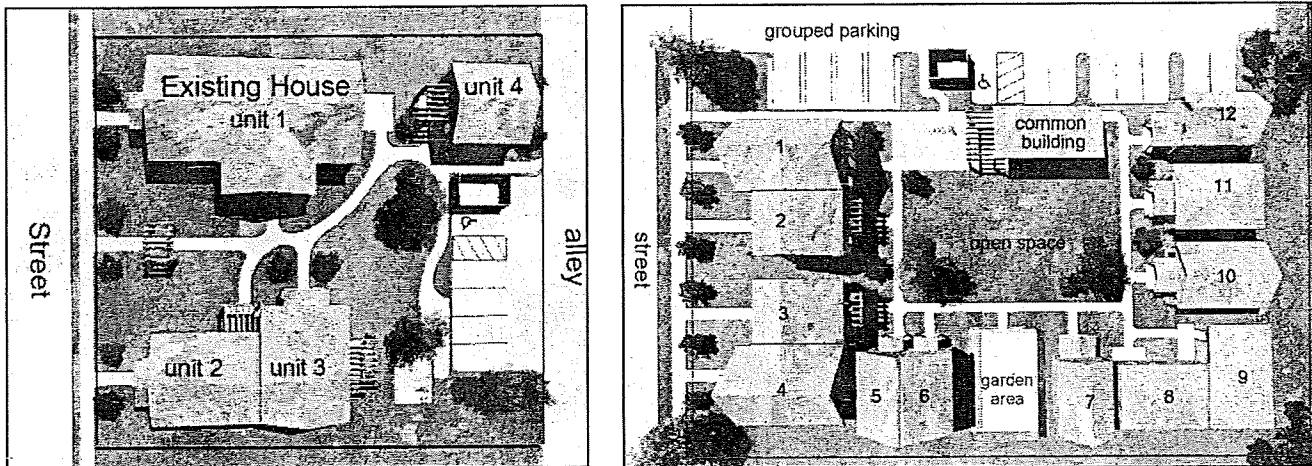 Existing House
unit 1
unit 4
Street
alley
unit 2
unit 3
grouped parking
common
building
12
1
11
2
open space
10
street
3
4
5
6
garden
area
7
8
9